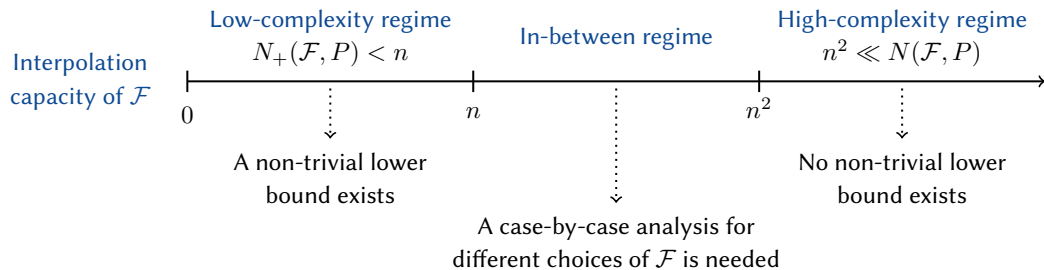 Low-complexity regime
N₊(ℱ, P) < n
In-between regime
High-complexity regime
n² ≪ N(ℱ, P)
Interpolation
capacity of ℱ
0
n
n²
A non-trivial lower
bound exists
No non-trivial lower
bound exists
A case-by-case analysis for
different choices of ℱ is needed